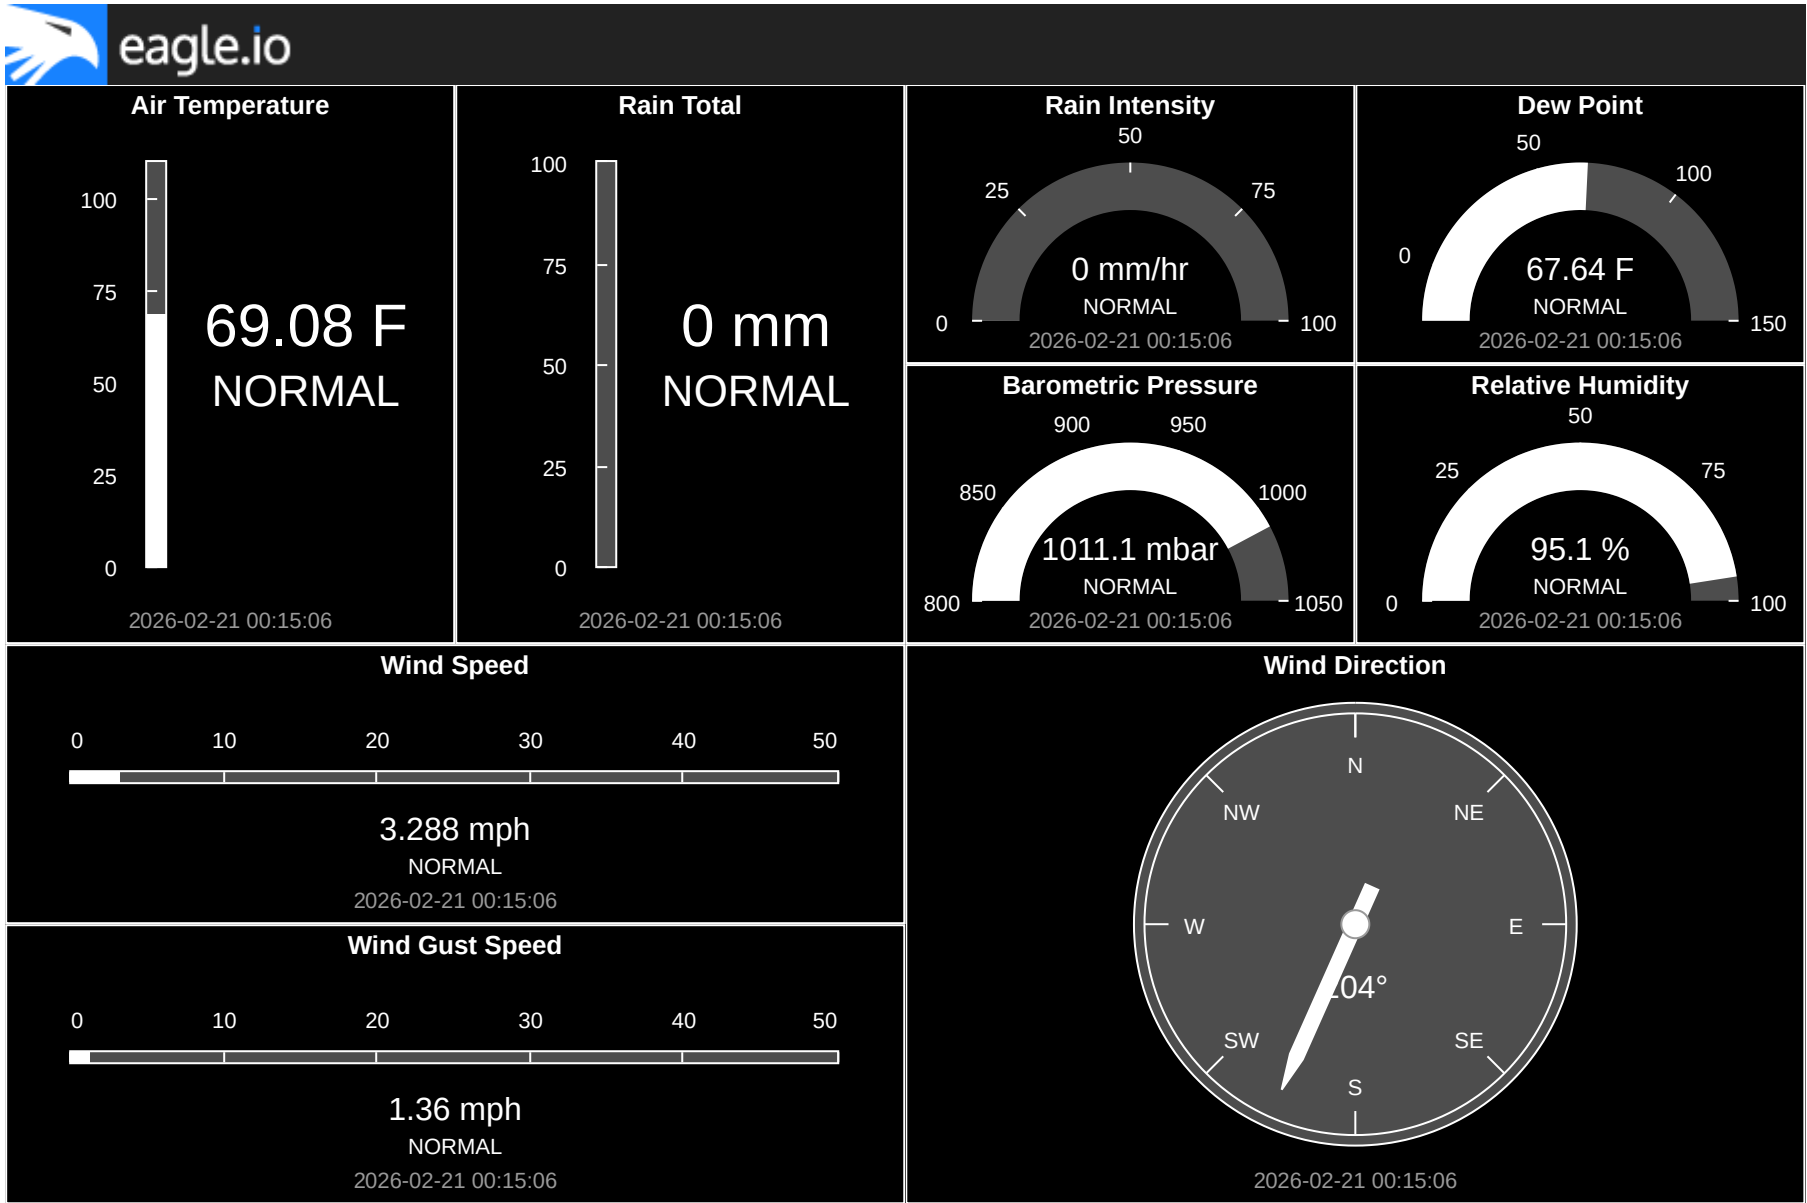 eagle.io
Air Temperature
100
75
50
25
0
69.08 F
NORMAL
2026-02-21 00:15:06
Rain Total
100
75
50
25
0
0 mm
NORMAL
2026-02-21 00:15:06
Rain Intensity
0
25
50
75
100
0 mm/hr
NORMAL
2026-02-21 00:15:06
Dew Point
0
50
100
150
67.64 F
NORMAL
2026-02-21 00:15:06
Barometric Pressure
800
850
900
950
1000
1050
1011.1 mbar
NORMAL
2026-02-21 00:15:06
Relative Humidity
0
25
50
75
100
95.1 %
NORMAL
2026-02-21 00:15:06
Wind Speed
0 10 20 30 40 50
3.288 mph
NORMAL
2026-02-21 00:15:06
Wind Gust Speed
0 10 20 30 40 50
1.36 mph
NORMAL
2026-02-21 00:15:06
Wind Direction
N
NW NE
W E
SW SE
S
2026-02-21 00:15:06